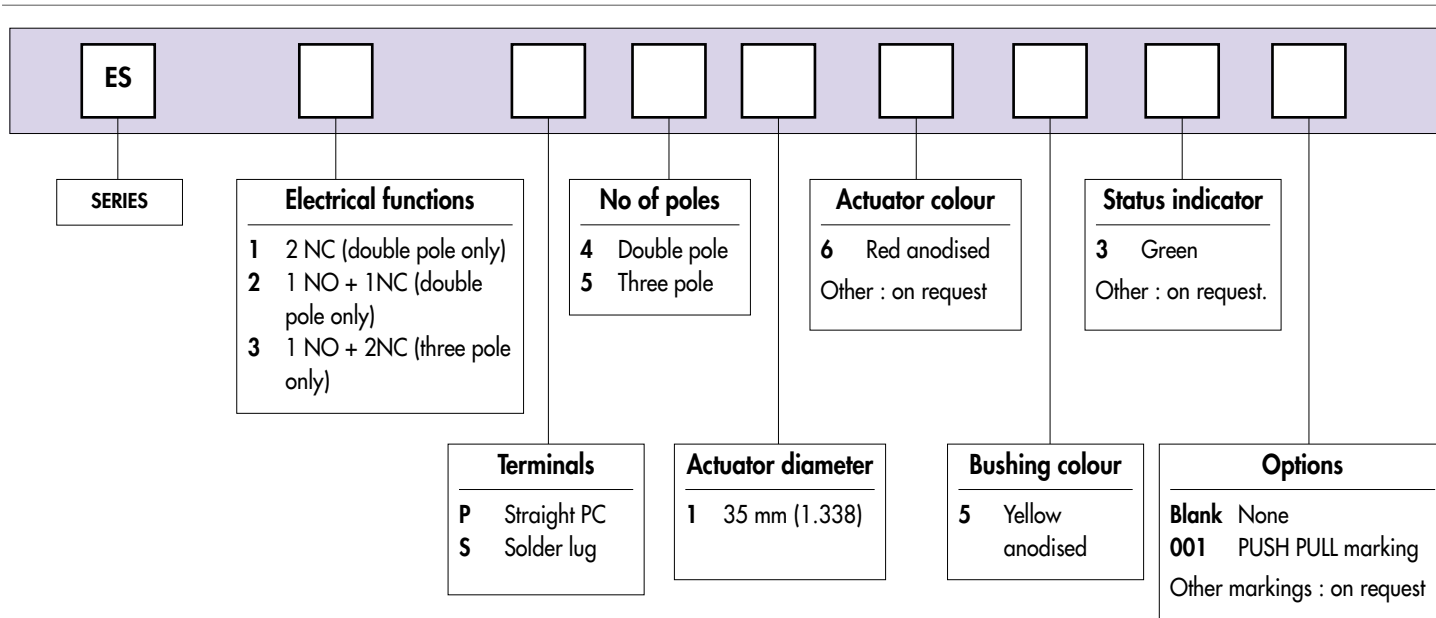 ES
SERIES
Electrical functions
1 2 NC (double pole only)
2 1 NO + 1NC (double
pole only)
3 1 NO + 2NC (three pole
only)
No of poles
4 Double pole
5 Three pole
Actuator colour
6 Red anodised
Other : on request
Status indicator
3 Green
Other : on request.
Terminals
P Straight PC
S Solder lug
Actuator diameter
1 35 mm (1.338)
Bushing colour
5 Yellow
anodised
Options
Blank None
001 PUSH PULL marking
Other markings : on request